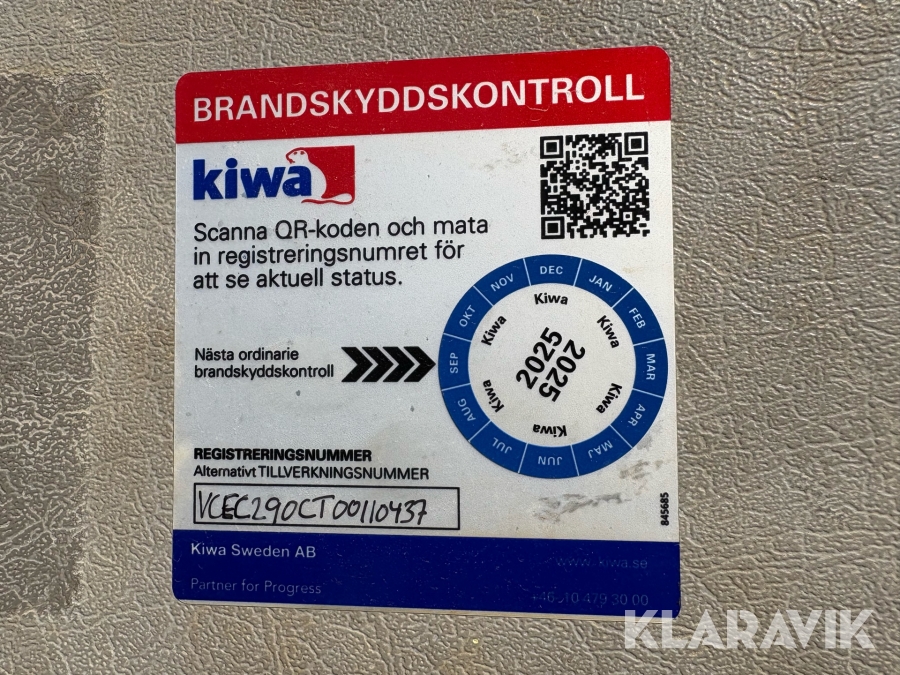 BRANDSKYDDSKONTROLL
kiwa
Scanna QR-koden och mata
in registreringsnumret för
att se aktuell status.
DEC
JAN
FEB
MAR
APR
MAJ
JUN
JUL
AUG
SEP
OKT
NOV
Kiwa
Kiwa
Kiwa
Kiwa
Kiwa
Kiwa
2025
2025
Nästa ordinarie
brandskyddskontroll
REGISTRERINGSNUMMER
Alternativt TILLVERKNINGSNUMMER
VCEC290CT00110437
845685
Kiwa Sweden AB
www.kiwa.se
Partner for Progress
+46 10 479 30 00
KLARAVIK